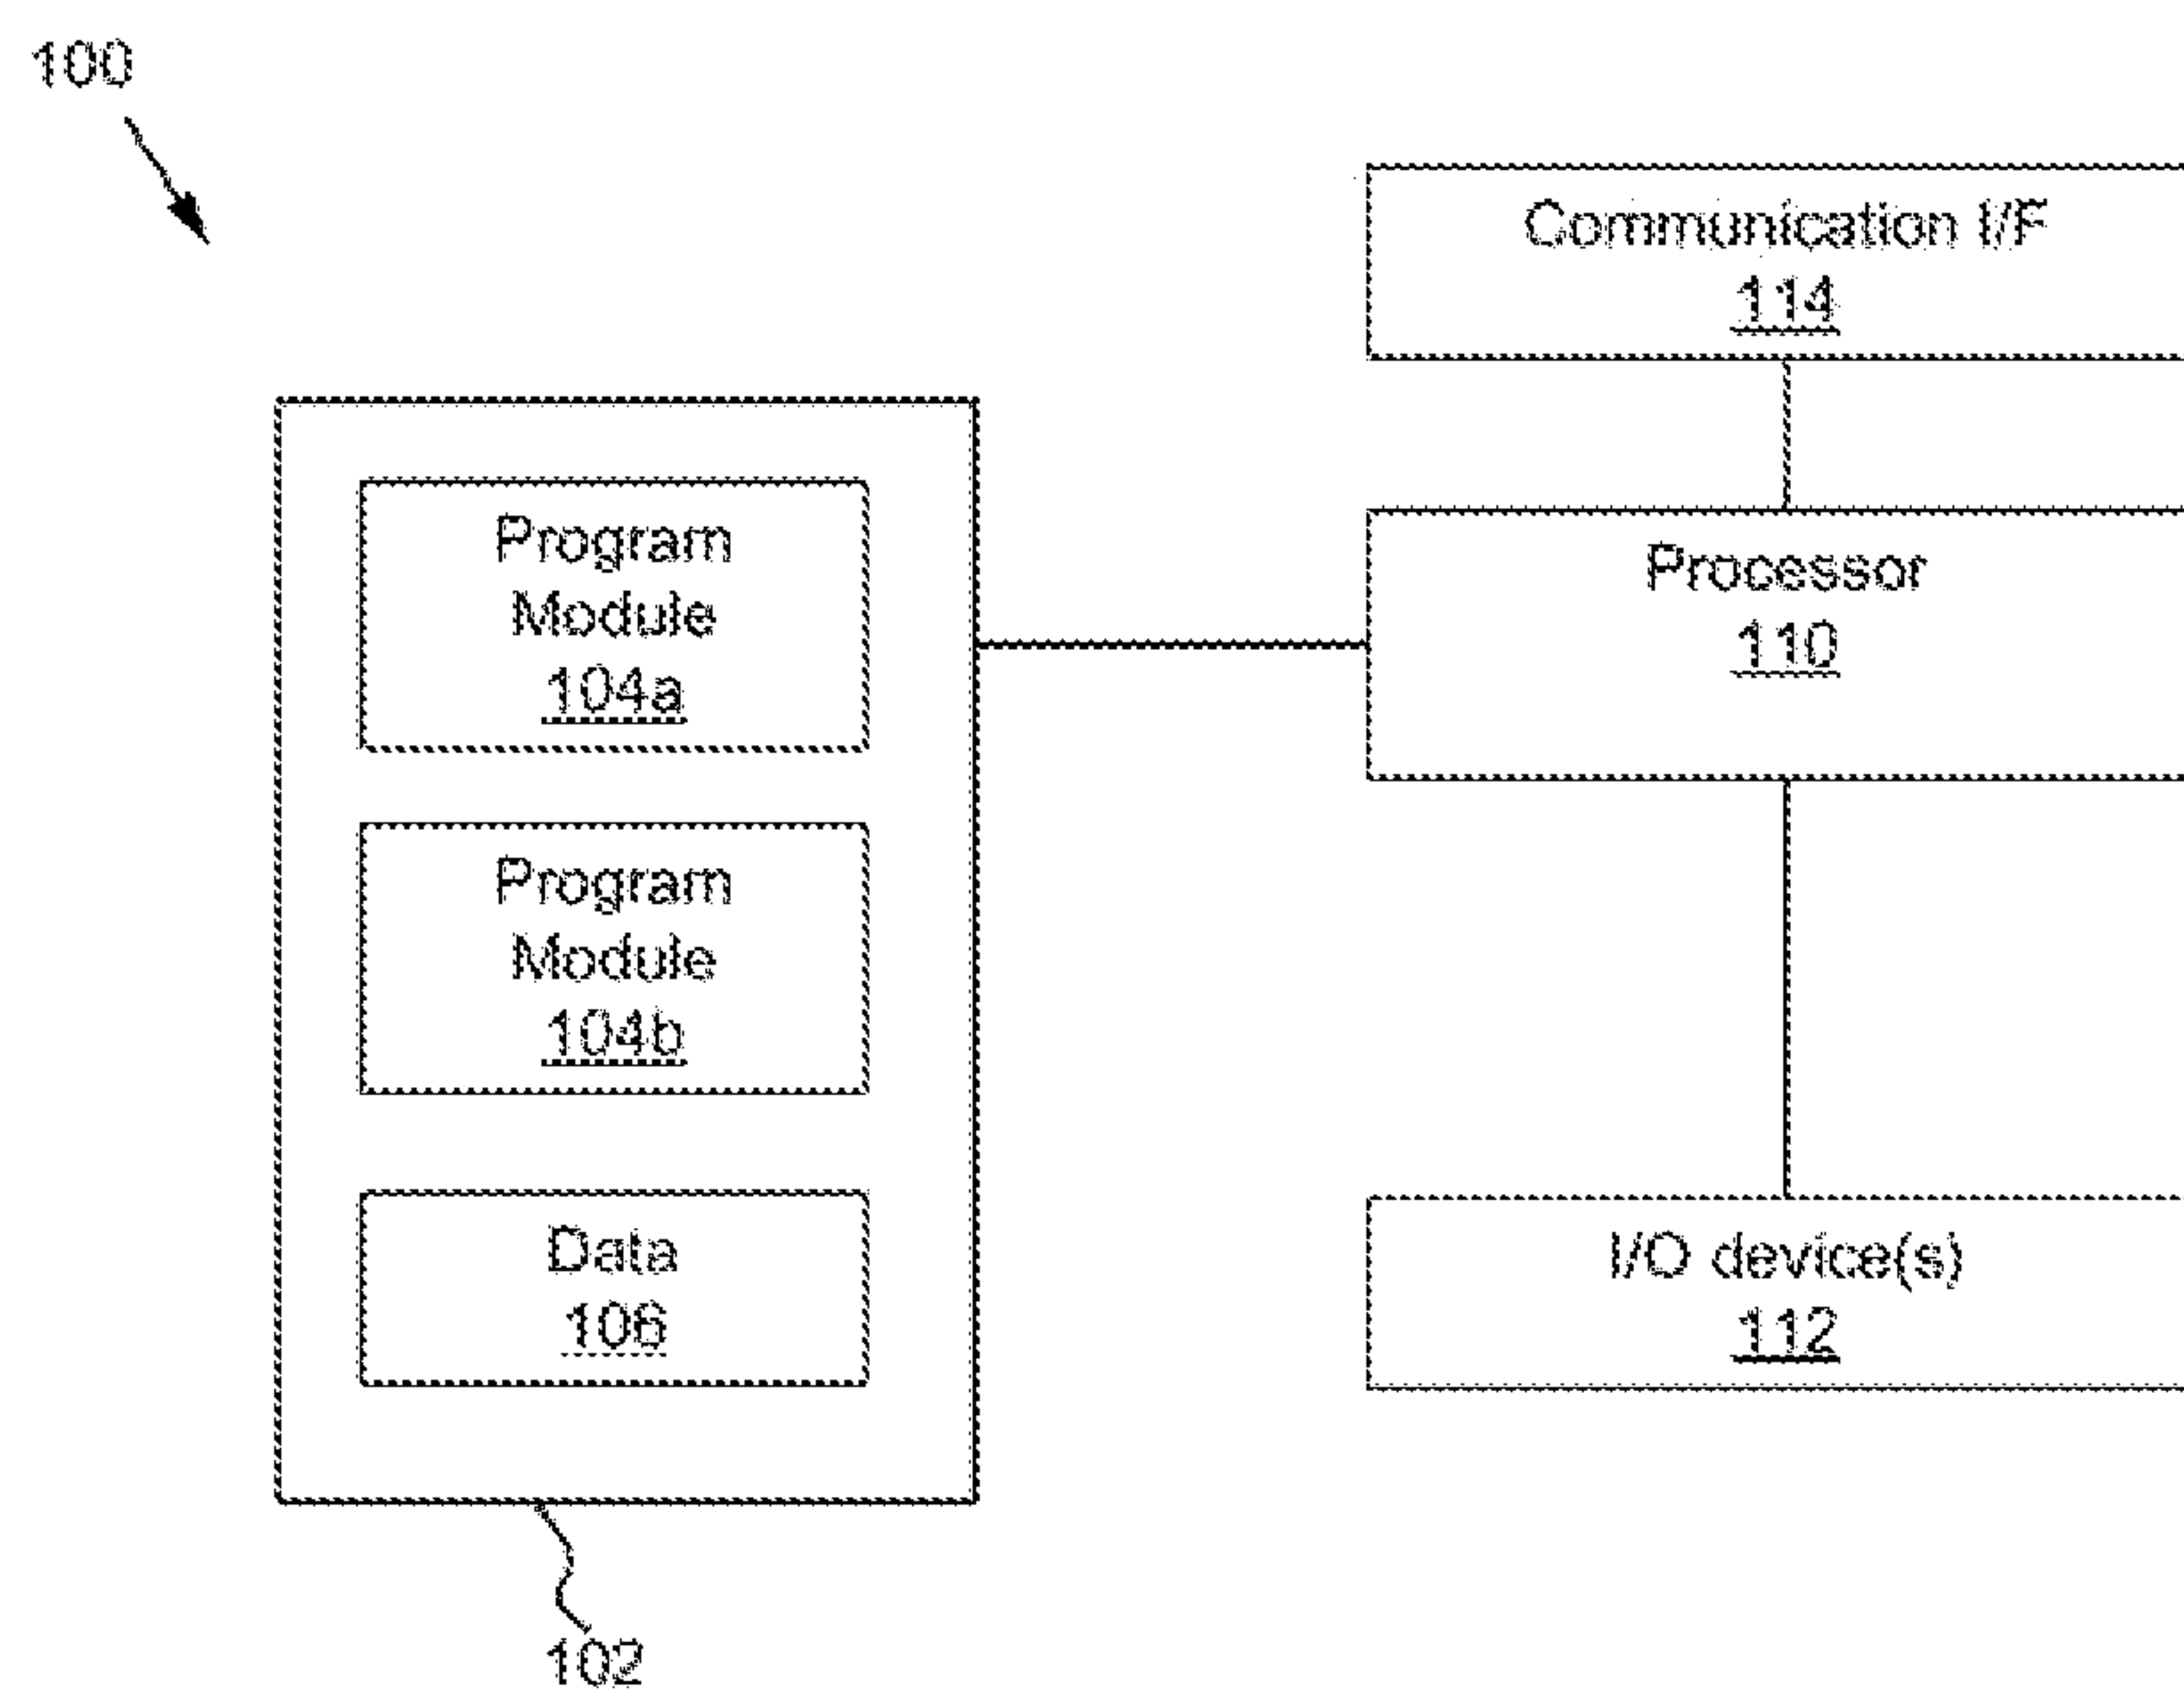 100
Communication I/F
114
Program
Module
104a
Processor
110
Program
Module
104b
Data
106
I/O device(s)
112
102